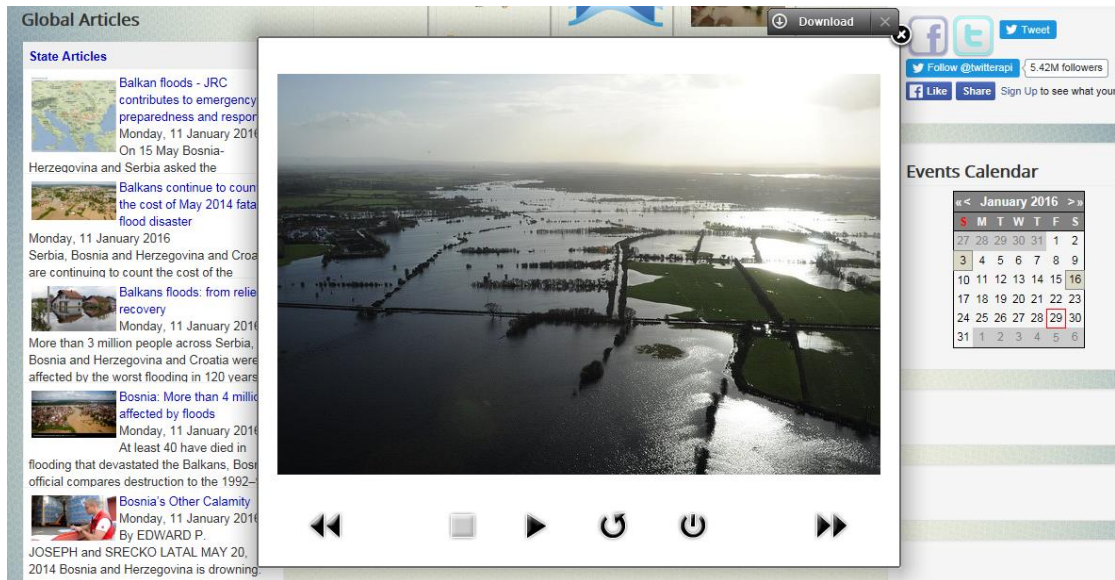 Global Articles
State Articles
Balkan floods - JRC
contributes to emergency
preparedness and respon
Monday, 11 January 2016
On 15 May Bosnia-
Herzegovina and Serbia asked the
Balkans continue to coun
the cost of May 2014 fata
flood disaster
Monday, 11 January 2016
Serbia, Bosnia and Herzegovina and Croa
are continuing to count the cost of the
Balkans floods: from relie
recovery
Monday, 11 January 2016
More than 3 million people across Serbia,
Bosnia and Herzegovina and Croatia were
affected by the worst flooding in 120 years
Bosnia: More than 4 millio
affected by floods
Monday, 11 January 2016
At least 40 have died in
flooding that devastated the Balkans, Bosn
official compares destruction to the 1992–
Bosnia's Other Calamity
Monday, 11 January 2016
By EDWARD P.
JOSEPH and SRECKO LATAL MAY 20,
2014 Bosnia and Herzegovina is drowning.
Download
Tweet
Follow @twitterapi 5.42M followers
Like Share Sign Up to see what your
Events Calendar
«< January 2016 >»
S M T W T F S
27 28 29 30 31 1 2
3 4 5 6 7 8 9
10 11 12 13 14 15 16
17 18 19 20 21 22 23
24 25 26 27 28 29 30
31 1 2 3 4 5 6